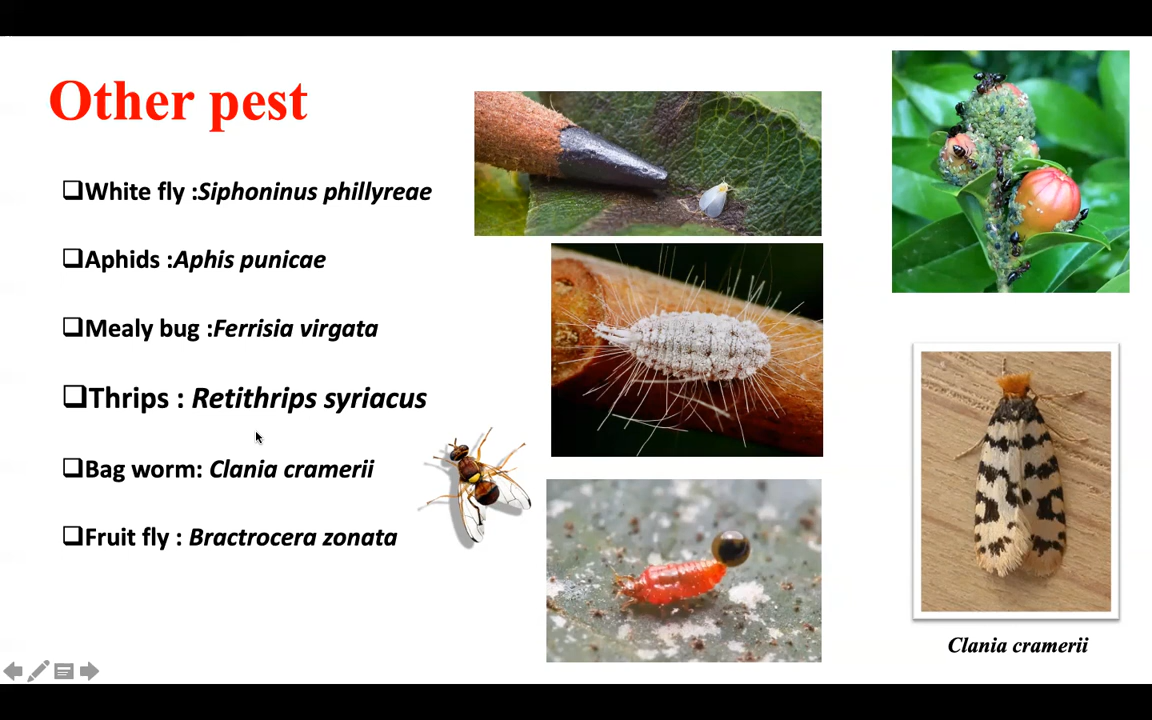 Other pest
❑White fly :Siphoninus phillyreae
❑Aphids :Aphis punicae
❑Mealy bug :Ferrisia virgata
❑Thrips : Retithrips syriacus
❑Bag worm: Clania cramerii
❑Fruit fly : Bractrocera zonata
Clania cramerii